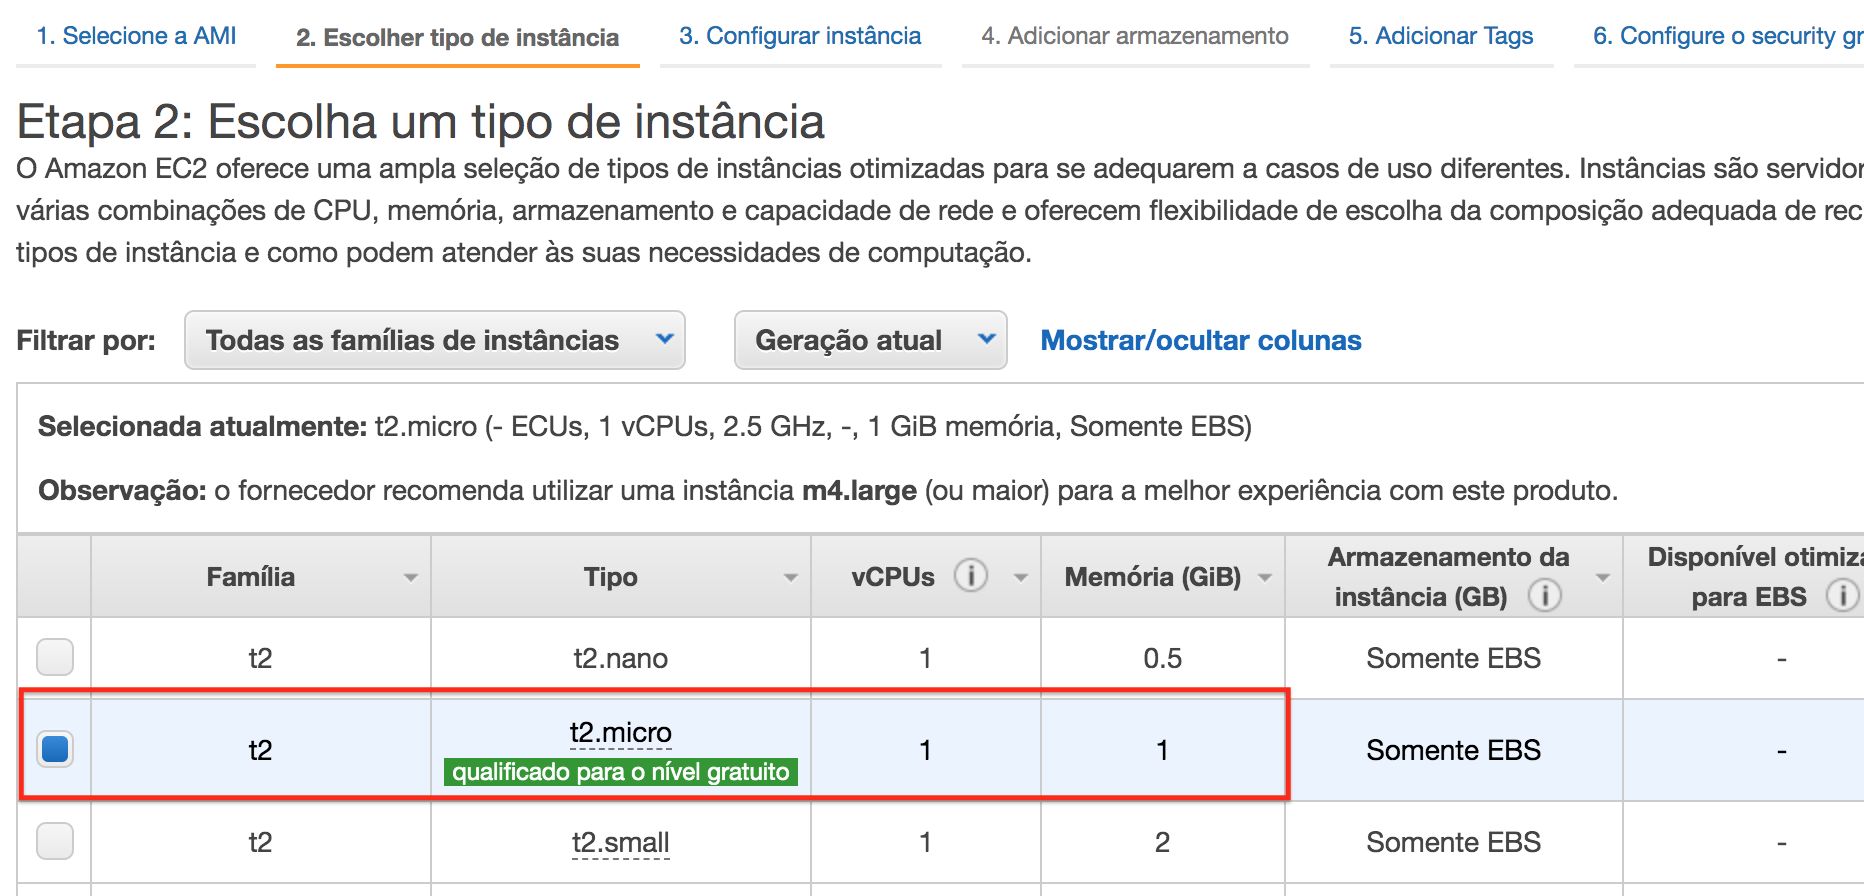 1. Selecione a AMI
2. Escolher tipo de instância
3. Configurar instância
4. Adicionar armazenamento
5. Adicionar Tags
6. Configure o security gr
Etapa 2: Escolha um tipo de instância
O Amazon EC2 oferece uma ampla seleção de tipos de instâncias otimizadas para se adequarem a casos de uso diferentes. Instâncias são servidor
várias combinações de CPU, memória, armazenamento e capacidade de rede e oferecem flexibilidade de escolha da composição adequada de rec
tipos de instância e como podem atender às suas necessidades de computação.
Filtrar por: Todas as famílias de instâncias Geração atual Mostrar/ocultar colunas
Selecionada atualmente: t2.micro (- ECUs, 1 vCPUs, 2.5 GHz, -, 1 GiB memória, Somente EBS)
Observação: o fornecedor recomenda utilizar uma instância m4.large (ou maior) para a melhor experiência com este produto.
Família Tipo vCPUs Memória (GiB) Armazenamento da instância (GB) Disponível otimiza para EBS
t2 t2.nano 1 0.5 Somente EBS -
t2 t2.micro 1 1 Somente EBS -
qualificado para o nível gratuito
t2 t2.small 1 2 Somente EBS -